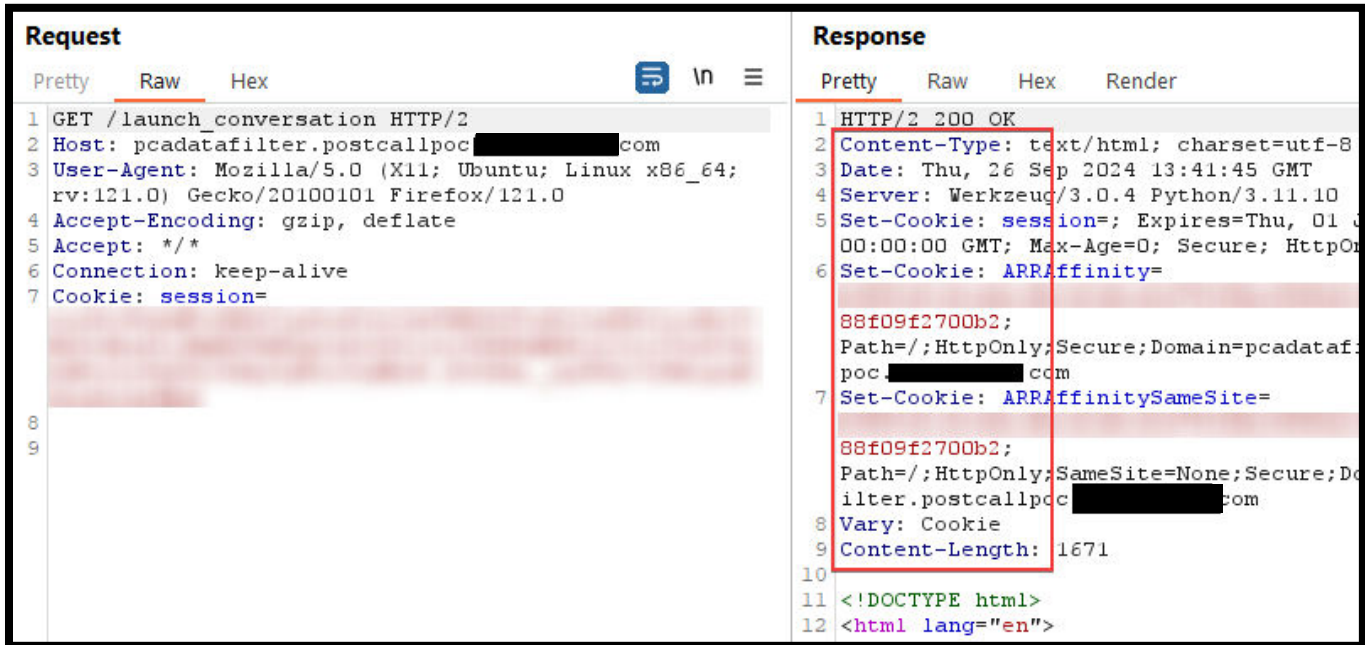 Request
Pretty Raw Hex \n
1 GET /launch_conversation HTTP/2
2 Host: pcadatafilter.postcallpoc com
3 User-Agent: Mozilla/5.0 (X11; Ubuntu; Linux x86_64;
rv:121.0) Gecko/20100101 Firefox/121.0
4 Accept-Encoding: gzip, deflate
5 Accept: */*
6 Connection: keep-alive
7 Cookie: session=
8
9
Response
Pretty Raw Hex Render
1 HTTP/2 200 OK
2 Content-Type: text/html; charset=utf-8
3 Date: Thu, 26 Sep 2024 13:41:45 GMT
4 Server: Werkzeug/3.0.4 Python/3.11.10
5 Set-Cookie: session=; Expires=Thu, 01
00:00:00 GMT; Max-Age=0; Secure;
6 Set-Cookie: ARRAffinity=
88f09f2700b2;
Path=/;HttpOnly;Secure;Domain=pcadatafi
poc. com
7 Set-Cookie: ARRAffinitySameSite=
88f09f2700b2;
Path=/;HttpOnly;SameSite=None;Secure;Do
ilter.postcallpoc com
8 Vary: Cookie
9 Content-Length: 1671
10
11 <!DOCTYPE html>
12 <html lang="en">